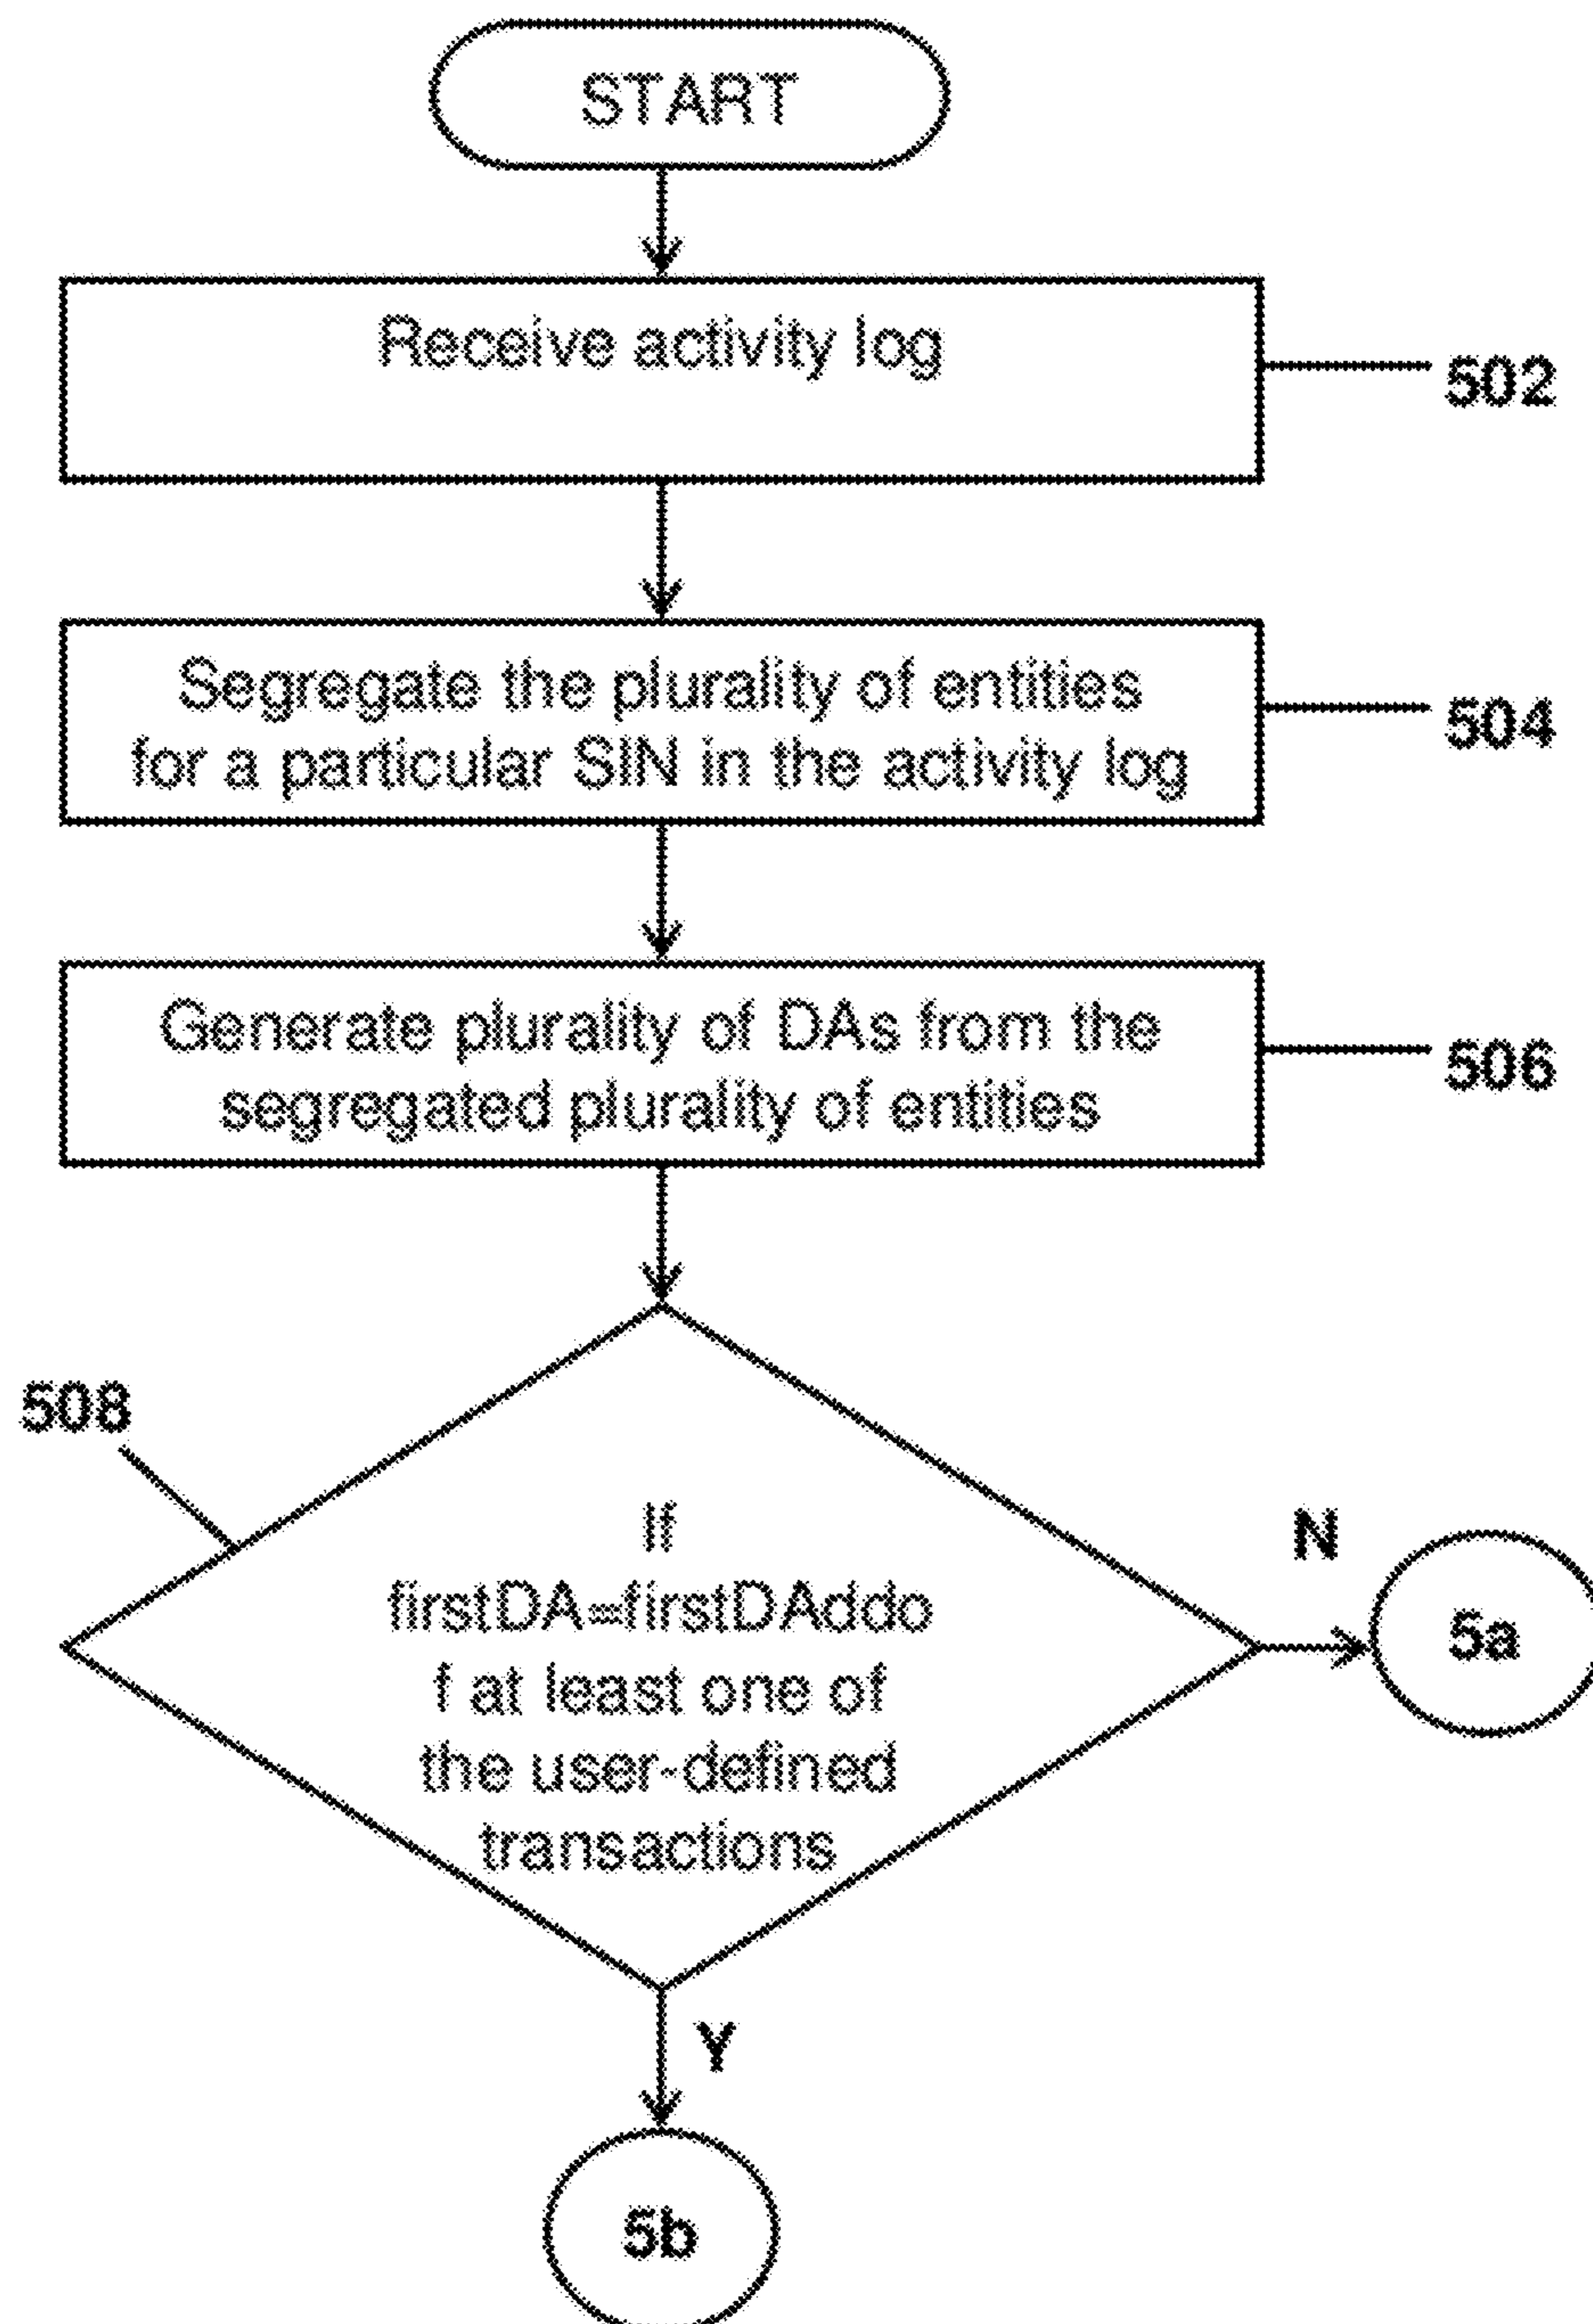 START
Receive activity log
502
Segregate the plurality of entities
for a particular SIN in the activity log
504
Generate plurality of DAs from the
segregated plurality of entities
506
508
If
firstDA=firstDAddo
f at least one of
the user-defined
transactions
N
5a
Y
5b